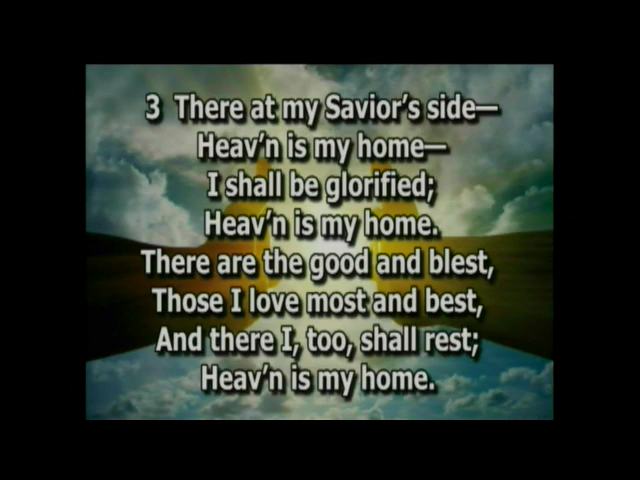 3 There at my Savior's side—
Heav'n is my home—
I shall be glorified;
Heav'n is my home.
There are the good and blest,
Those I love most and best,
And there I, too, shall rest;
Heav'n is my home.